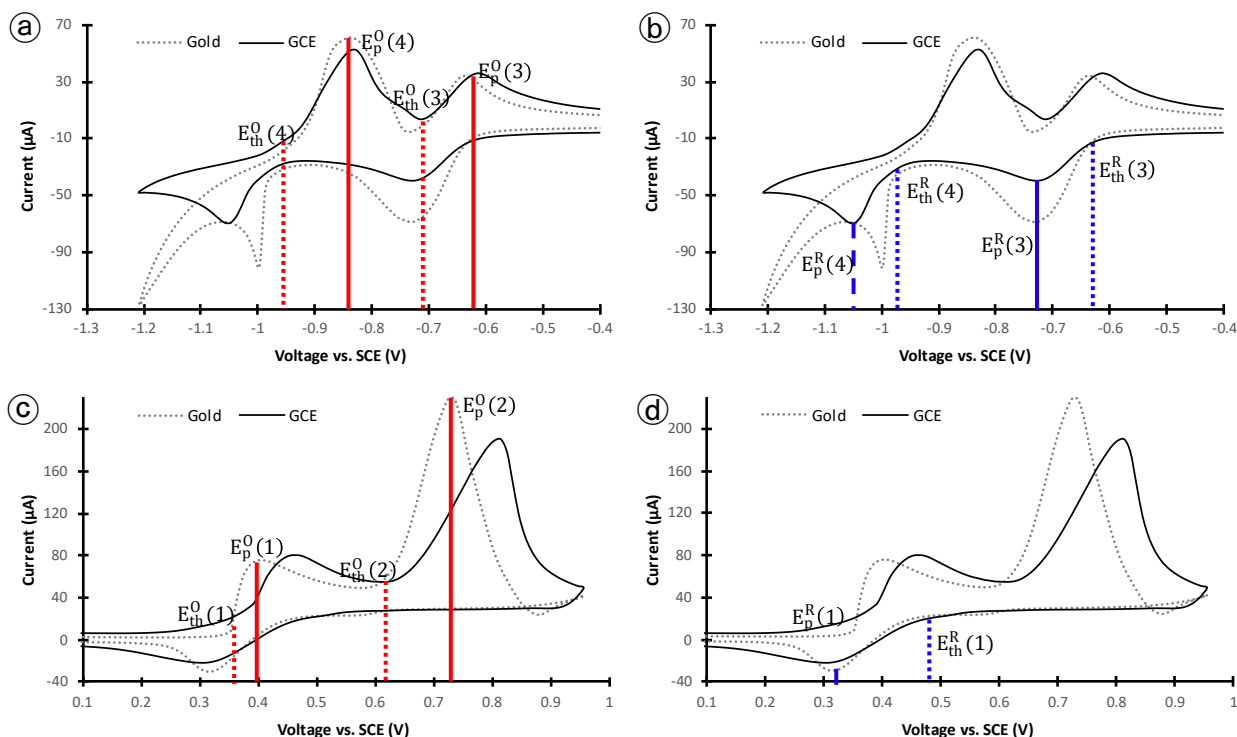 ⓐ
Gold GCE
E_p^O(4)
E_p^O(3)
E_th^O(3)
E_th^O(4)
Current (µA)
70
30
-10
-50
-90
-130
-1.3 -1.2 -1.1 -1 -0.9 -0.8 -0.7 -0.6 -0.5 -0.4
Voltage vs. SCE (V)
ⓑ
Gold GCE
E_th^R(3)
E_th^R(4)
E_p^R(3)
E_p^R(4)
Current (µA)
70
30
-10
-50
-90
-130
-1.3 -1.2 -1.1 -1 -0.9 -0.8 -0.7 -0.6 -0.5 -0.4
Voltage vs. SCE (V)
ⓒ
Gold GCE
E_p^O(2)
E_p^O(1)
E_th^O(2)
E_th^O(1)
Current (µA)
200
160
120
80
40
0
-40
0.1 0.2 0.3 0.4 0.5 0.6 0.7 0.8 0.9 1
Voltage vs. SCE (V)
ⓓ
Gold GCE
E_p^R(1)
E_th^R(1)
Current (µA)
200
160
120
80
40
0
-40
0.1 0.2 0.3 0.4 0.5 0.6 0.7 0.8 0.9 1
Voltage vs. SCE (V)